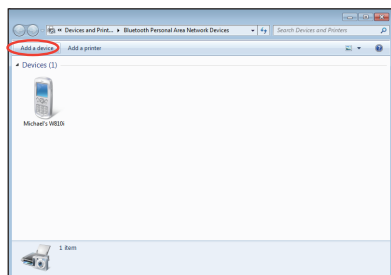 « Devices and Print... ▸ Bluetooth Personal Area Network Devices
Search Devices and Printers
Add a device
Add a printer
Devices (1)
Michael's W810i
1 item